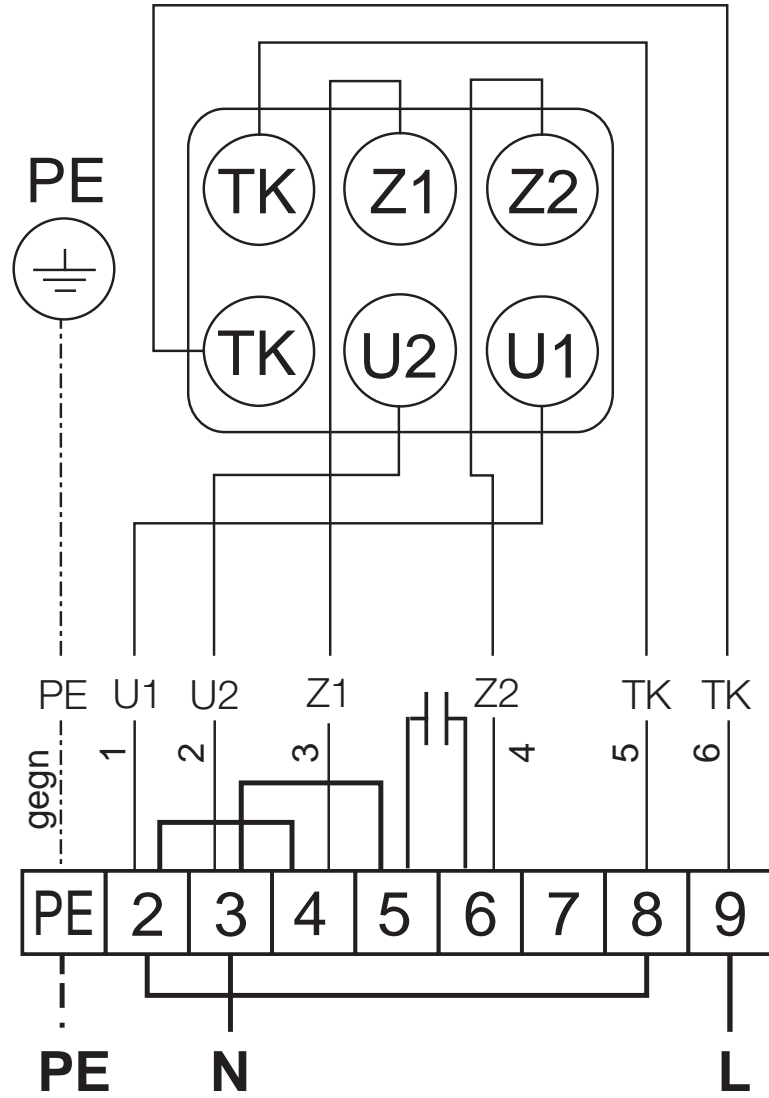 PE
TK Z1 Z2
TK U2 U1
PE U1 U2 Z1 Z2 TK TK
gegn 1 2 3 4 5 6
PE 2 3 4 5 6 7 8 9
PE N L